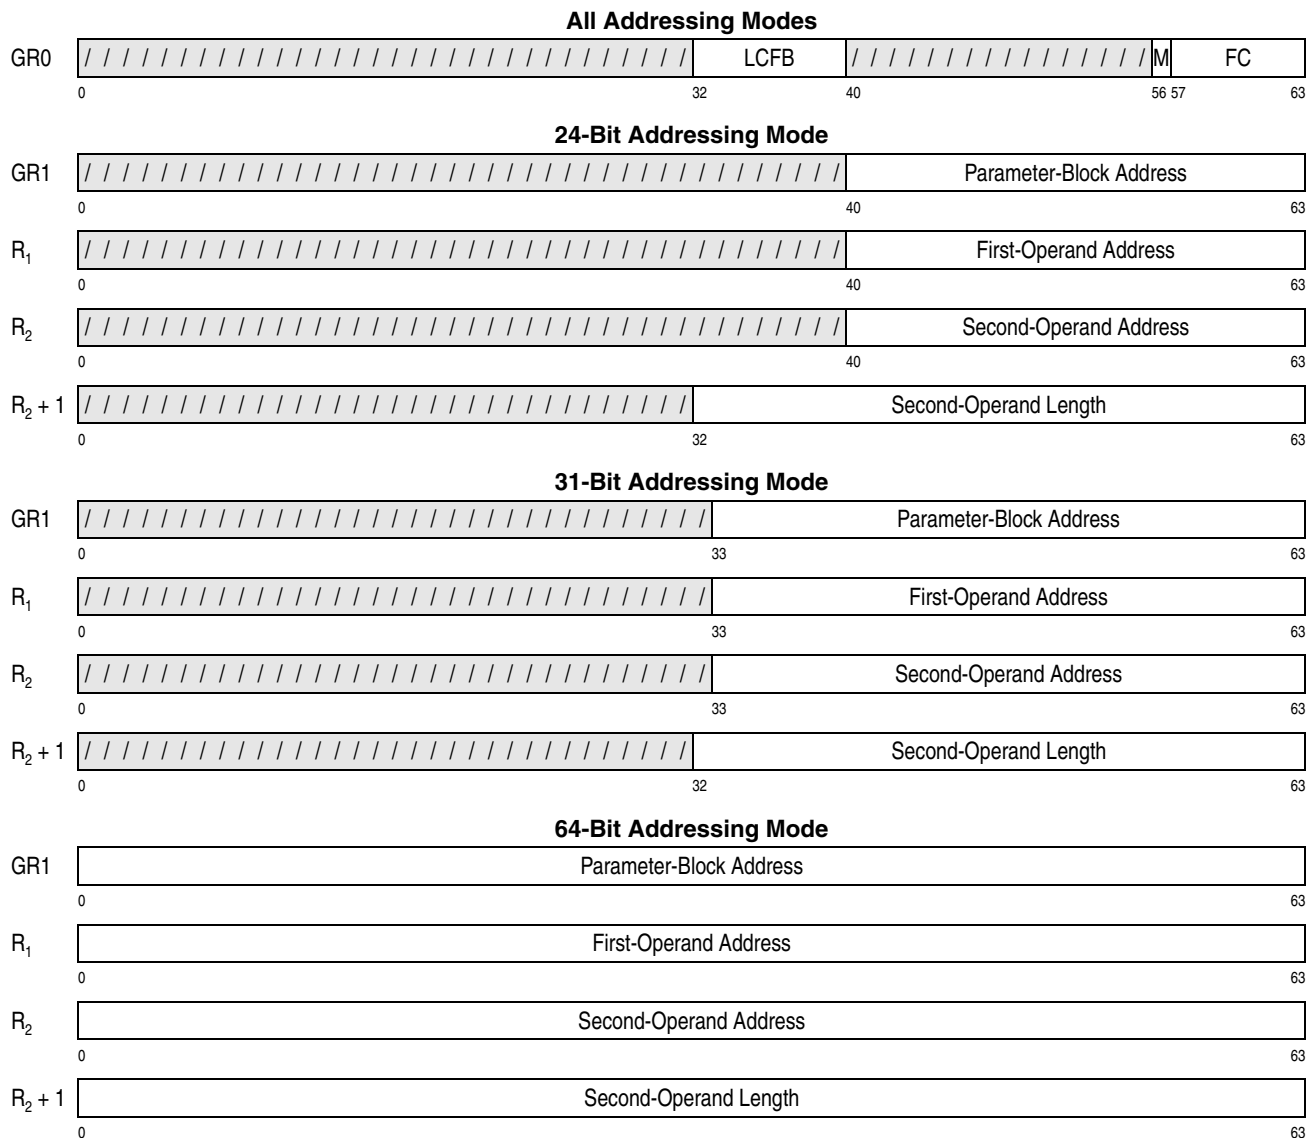 All Addressing Modes
GR0 / / / / / / / / / / / / / / / / / / / / / / / / / / / / / / / / LCFB / / / / / / / / / / / / / / / / M FC
0 32 40 56 57 63
24-Bit Addressing Mode
GR1 / / / / / / / / / / / / / / / / / / / / / / / / / / / / / / / / / / / / / / / / Parameter-Block Address
0 40 63
R₁ / / / / / / / / / / / / / / / / / / / / / / / / / / / / / / / / / / / / / / / / First-Operand Address
0 40 63
R₂ / / / / / / / / / / / / / / / / / / / / / / / / / / / / / / / / / / / / / / / / Second-Operand Address
0 40 63
R₂ + 1 / / / / / / / / / / / / / / / / / / / / / / / / / / / / / / / / Second-Operand Length
0 32 63
31-Bit Addressing Mode
GR1 / / / / / / / / / / / / / / / / / / / / / / / / / / / / / / / / / Parameter-Block Address
0 33 63
R₁ / / / / / / / / / / / / / / / / / / / / / / / / / / / / / / / / / First-Operand Address
0 33 63
R₂ / / / / / / / / / / / / / / / / / / / / / / / / / / / / / / / / / Second-Operand Address
0 33 63
R₂ + 1 / / / / / / / / / / / / / / / / / / / / / / / / / / / / / / / / Second-Operand Length
0 32 63
64-Bit Addressing Mode
GR1 Parameter-Block Address
0 63
R₁ First-Operand Address
0 63
R₂ Second-Operand Address
0 63
R₂ + 1 Second-Operand Length
0 63